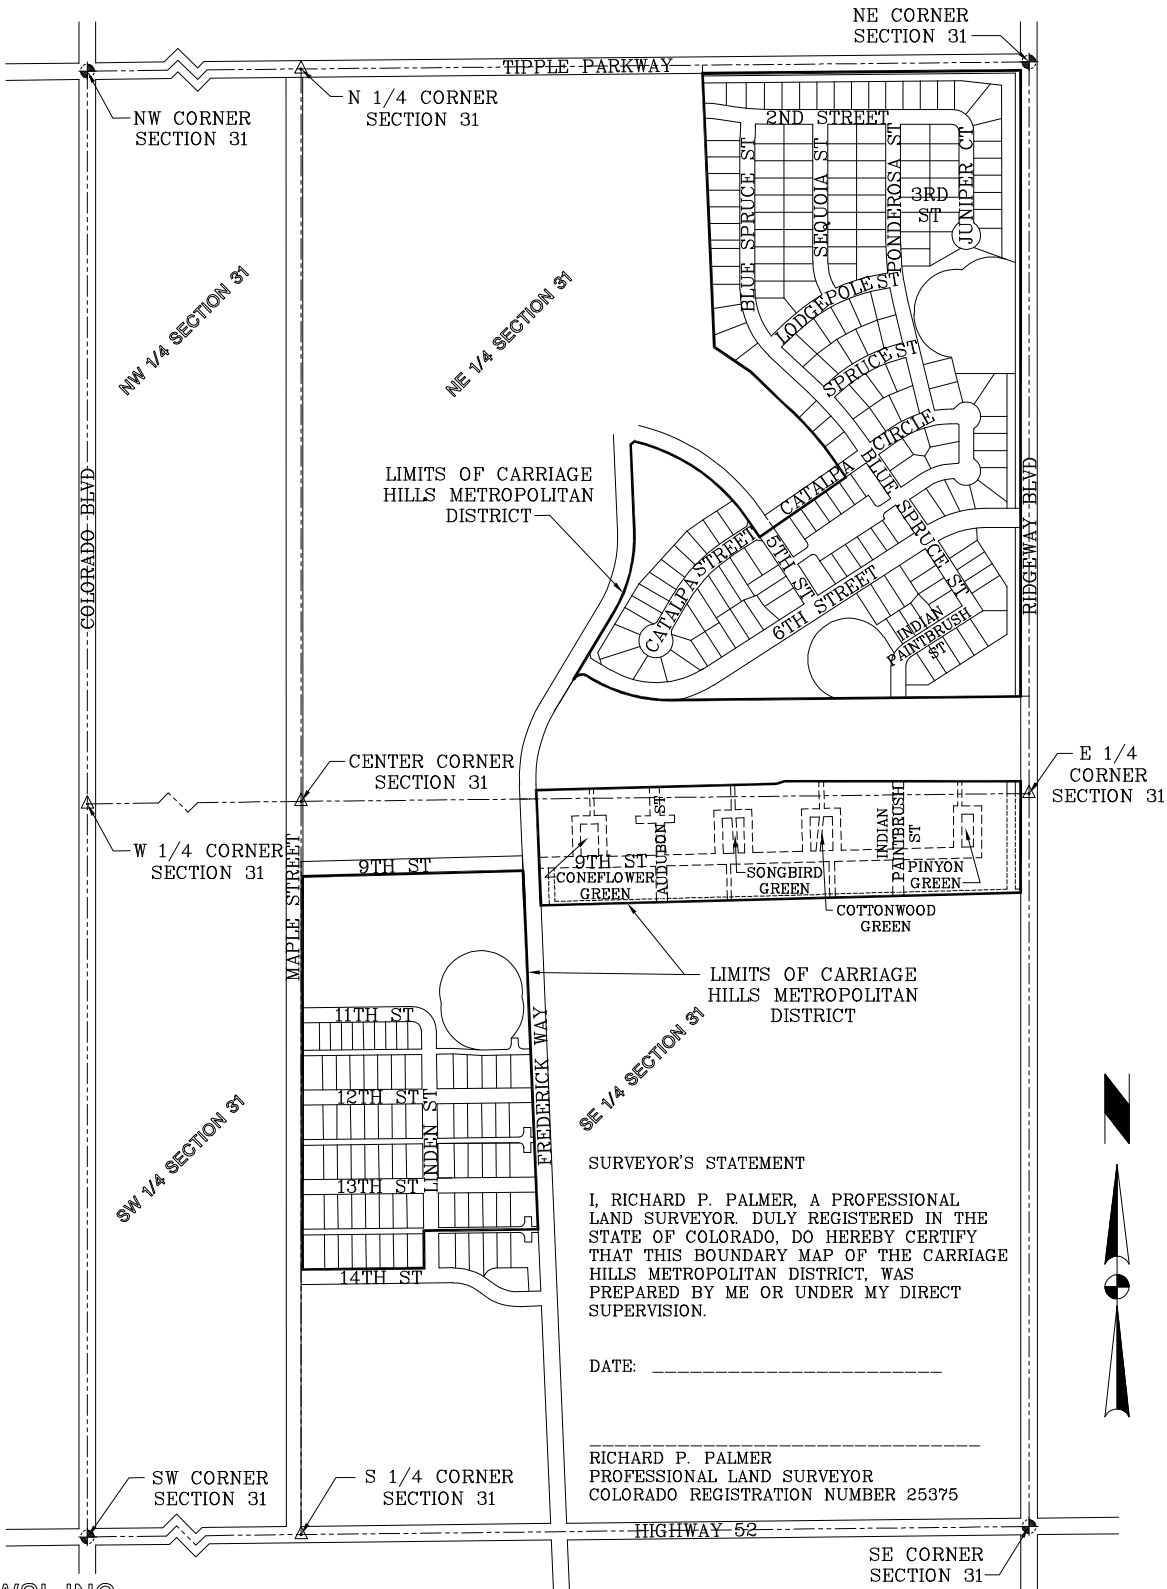 NE CORNER
SECTION 31
TIPPLE PARKWAY
N 1/4 CORNER
SECTION 31
NW CORNER
SECTION 31
2ND STREET
BLUE SPRUCE ST
SEQUOIA ST
PONDEROSA ST
3RD
ST
JUNIPER CT
LODGEPOLE ST
SPRUCE ST
NW 1/4 SECTION 31
NE 1/4 SECTION 31
CATALPA CIRCLE
BLUE SPRUCE ST
LIMITS OF CARRIAGE
HILLS METROPOLITAN
DISTRICT
COLORADO BLVD
RIDGEWAY BLVD
CATALPA STREET
5TH ST
6TH STREET
INDIAN
PAINTBRUSH
ST
CENTER CORNER
SECTION 31
E 1/4
CORNER
SECTION 31
W 1/4 CORNER
SECTION 31
MAPLE STREET
9TH ST
9TH ST
CONEFLOWER
GREEN
AUDUBON ST
SONGBIRD
GREEN
INDIAN
PAINTBRUSH
ST
PINYON
GREEN
COTTONWOOD
GREEN
LIMITS OF CARRIAGE
HILLS METROPOLITAN
DISTRICT
11TH ST
12TH ST
LINDEN ST
13TH ST
14TH ST
FREDERICK WAY
SW 1/4 SECTION 31
SE 1/4 SECTION 31
N
SURVEYOR'S STATEMENT
I, RICHARD P. PALMER, A PROFESSIONAL
LAND SURVEYOR. DULY REGISTERED IN THE
STATE OF COLORADO, DO HEREBY CERTIFY
THAT THIS BOUNDARY MAP OF THE CARRIAGE
HILLS METROPOLITAN DISTRICT, WAS
PREPARED BY ME OR UNDER MY DIRECT
SUPERVISION.
DATE: ________________________
RICHARD P. PALMER
PROFESSIONAL LAND SURVEYOR
COLORADO REGISTRATION NUMBER 25375
SW CORNER
SECTION 31
S 1/4 CORNER
SECTION 31
HIGHWAY 52
SE CORNER
SECTION 31